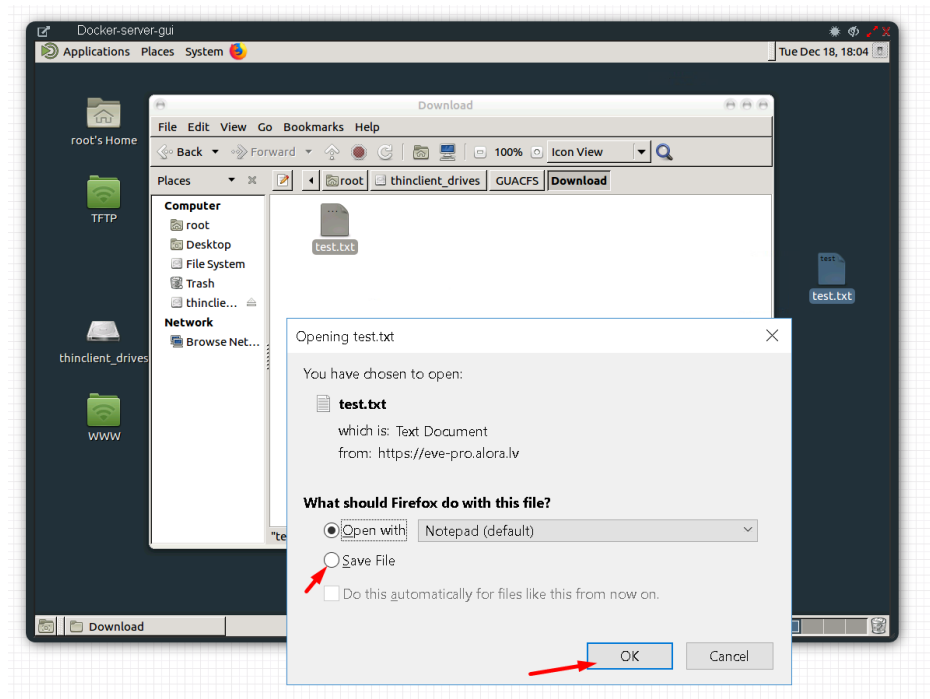 Docker-server-gui
Applications Places System Tue Dec 18, 18:04
Download
File Edit View Go Bookmarks Help
Back Forward 100% Icon View
Places root thinclient_drives GUACFS Download
Computer
root
Desktop
File System
Trash
thinclie...
Network
Browse Net...
test.txt
"te
root's Home
TFTP
thinclient_drives
WWW
test
test.txt
Opening test.txt
You have chosen to open:
test.txt
which is: Text Document
from: https://eve-pro.alora.lv
What should Firefox do with this file?
Open with Notepad (default)
Save File
Do this automatically for files like this from now on.
OK Cancel
Download